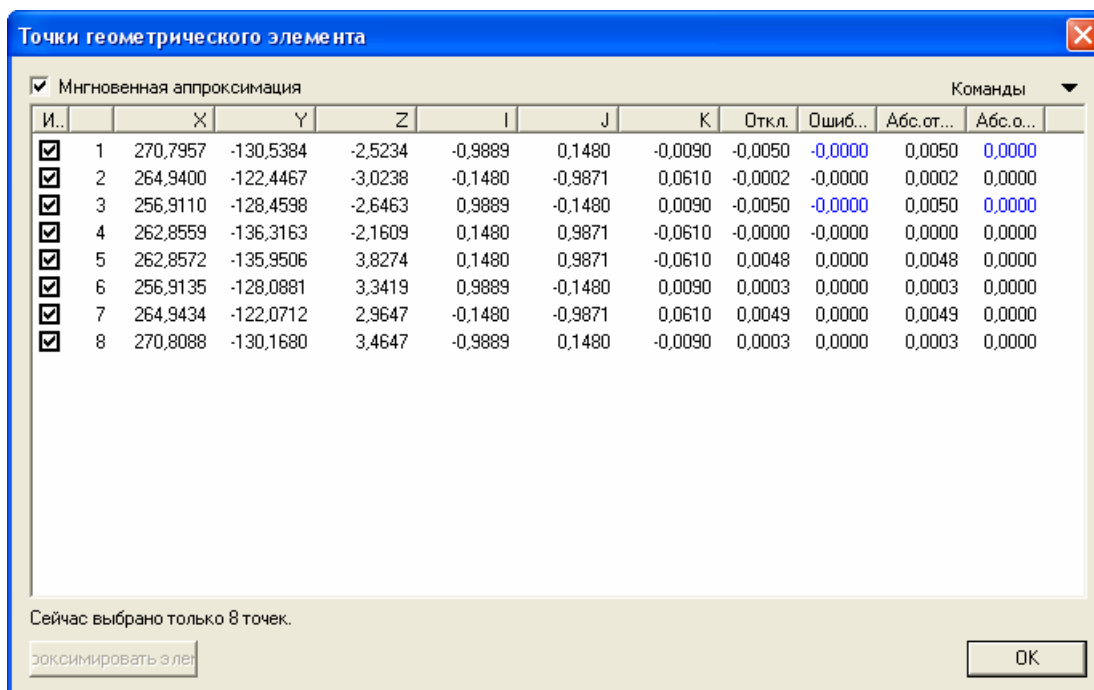 Точки геометрического элемента
Мнгновенная аппроксимация Команды
И.. X Y Z I J K Откл. Ошиб... Абс.от... Абс.о...
1 270,7957 -130,5384 -2,5234 -0,9889 0,1480 -0,0090 -0,0050 -0,0000 0,0050 0,0000
2 264,9400 -122,4467 -3,0238 -0,1480 -0,9871 0,0610 -0,0002 -0,0000 0,0002 0,0000
3 256,9110 -128,4598 -2,6463 0,9889 -0,1480 0,0090 -0,0050 -0,0000 0,0050 0,0000
4 262,8559 -136,3163 -2,1609 0,1480 0,9871 -0,0610 -0,0000 -0,0000 0,0000 0,0000
5 262,8572 -135,9506 3,8274 0,1480 0,9871 -0,0610 0,0048 0,0000 0,0048 0,0000
6 256,9135 -128,0881 3,3419 0,9889 -0,1480 0,0090 0,0003 0,0000 0,0003 0,0000
7 264,9434 -122,0712 2,9647 -0,1480 -0,9871 0,0610 0,0049 0,0000 0,0049 0,0000
8 270,8088 -130,1680 3,4647 -0,9889 0,1480 -0,0090 0,0003 0,0000 0,0003 0,0000
Сейчас выбрано только 8 точек.
роксимировать элем OK